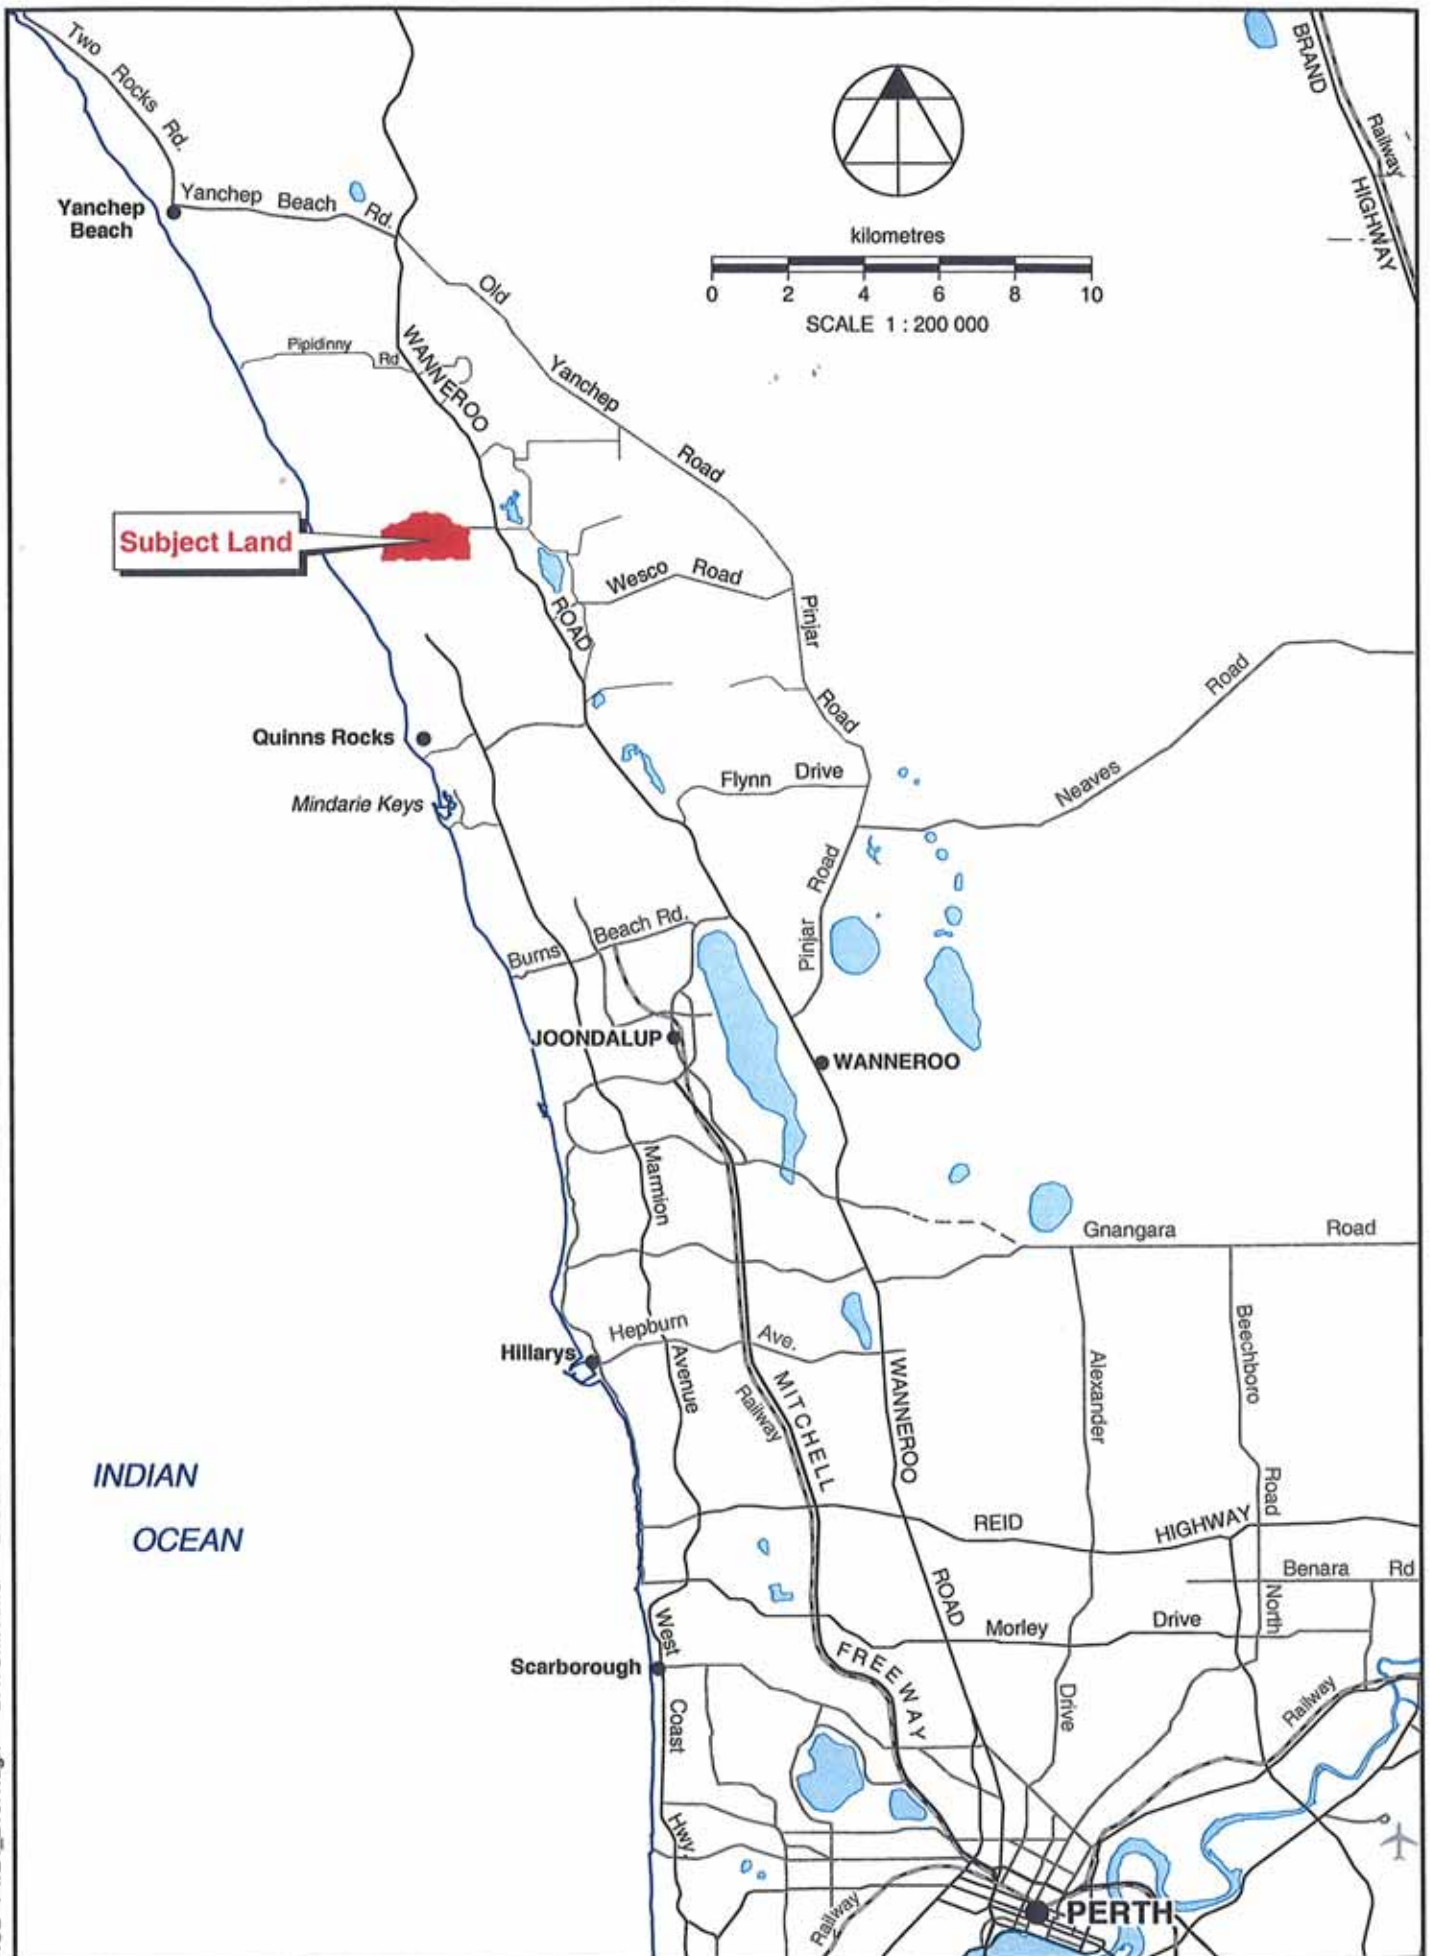 Two
Rocks
Rd.
BRAND
Railway
HIGHWAY
Yanchep
Beach
Yanchep Beach Rd.
kilometres
0 2 4 6 8 10
SCALE 1 : 200 000
Old
Yanchep
Road
Pipidinny
Rd
WANNEROO
Subject Land
Wesco Road
ROAD
Pinjar
Road
Road
Neaves
Quinns Rocks
Flynn Drive
Mindarie Keys
Road
Pinjar
Burns
Beach Rd.
JOONDALUP
WANNEROO
Marmion
Gnangara Road
Hepburn
Ave.
Hillarys
Avenue
Railway
MITCHELL
WANNEROO
Alexander
Beechboro
INDIAN
OCEAN
REID
HIGHWAY
Road
Benara Rd
ROAD
North
West
Morley Drive
Scarborough
FREEWAY
Coast
Drive
Railway
Hwy.
Railway
PERTH